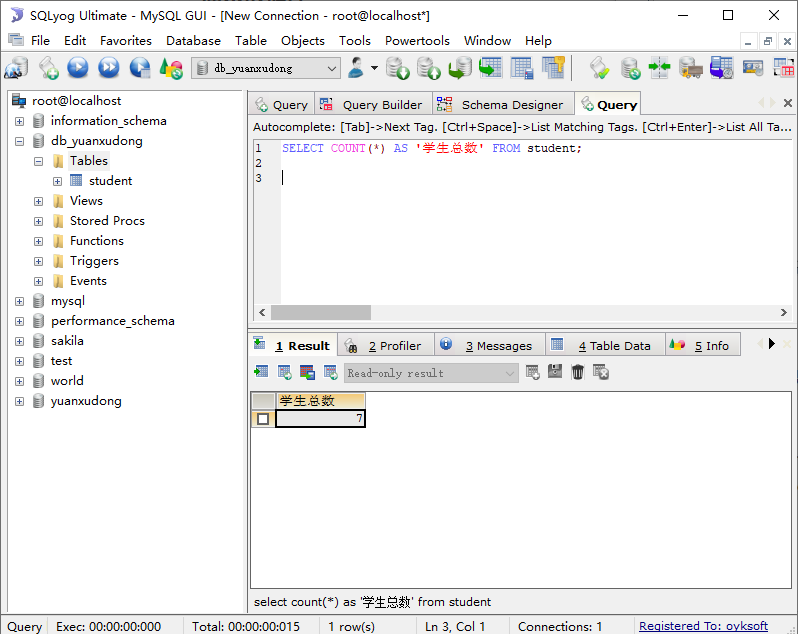 SQLyog Ultimate - MySQL GUI - [New Connection - root@localhost*]
File Edit Favorites Database Table Objects Tools Powertools Window Help
db_yuanxudong
root@localhost
information_schema
db_yuanxudong
Tables
student
Views
Stored Procs
Functions
Triggers
Events
mysql
performance_schema
sakila
test
world
yuanxudong
Query Query Builder Schema Designer Query
Autocomplete: [Tab]->Next Tag. [Ctrl+Space]->List Matching Tags. [Ctrl+Enter]->List All Ta...
1 SELECT COUNT(*) AS '学生总数' FROM student;
2
3
1 Result 2 Profiler 3 Messages 4 Table Data 5 Info
Read-only result
学生总数
7
select count(*) as '学生总数' from student
Query Exec: 00:00:00:000 Total: 00:00:00:015 1 row(s) Ln 3, Col 1 Connections: 1 Registered To: oyksoft